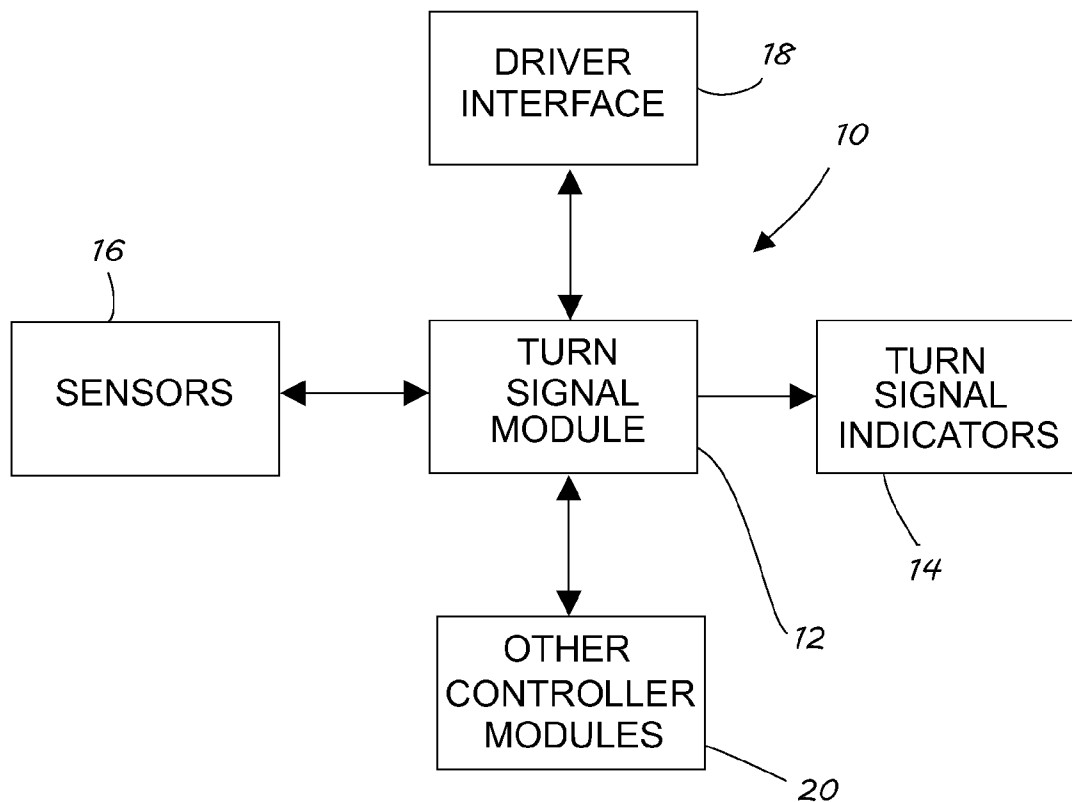 DRIVER
INTERFACE
18
10
16
SENSORS
TURN
SIGNAL
MODULE
TURN
SIGNAL
INDICATORS
14
12
OTHER
CONTROLLER
MODULES
20